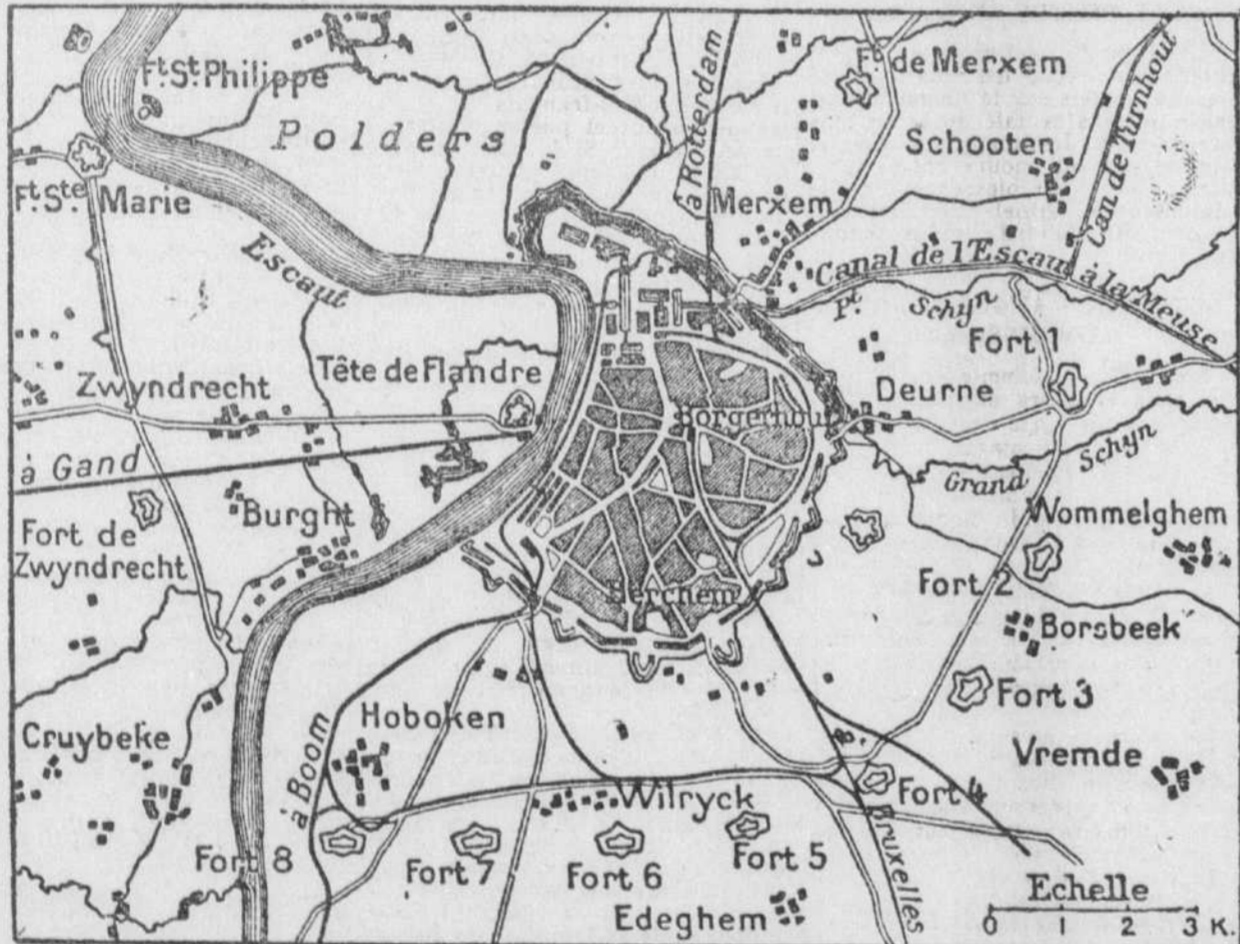 Ft. St. Philippe
Polders
à Rotterdam
Ft. de Merxem
Schooten
Can. de Turnhout
Ft. Ste Marie
Merxem
Escaut
Canal de l'Escaut à la Meuse
Pt. Schyn
Fort 1
Zwyndrecht
Tête de Flandre
Deurne
Borgerhout
à Gand
Grand Schyn
Fort de
Zwyndrecht
Burght
Wommelghem
Fort 2
Berchem
Borsbeek
Fort 3
Cruybeke
à Boom
Hoboken
Vremde
Wilryck
Fort 4
Bruxelles
Fort 8
Fort 7
Fort 6
Fort 5
Edeghem
Echelle
0 1 2 3 K.